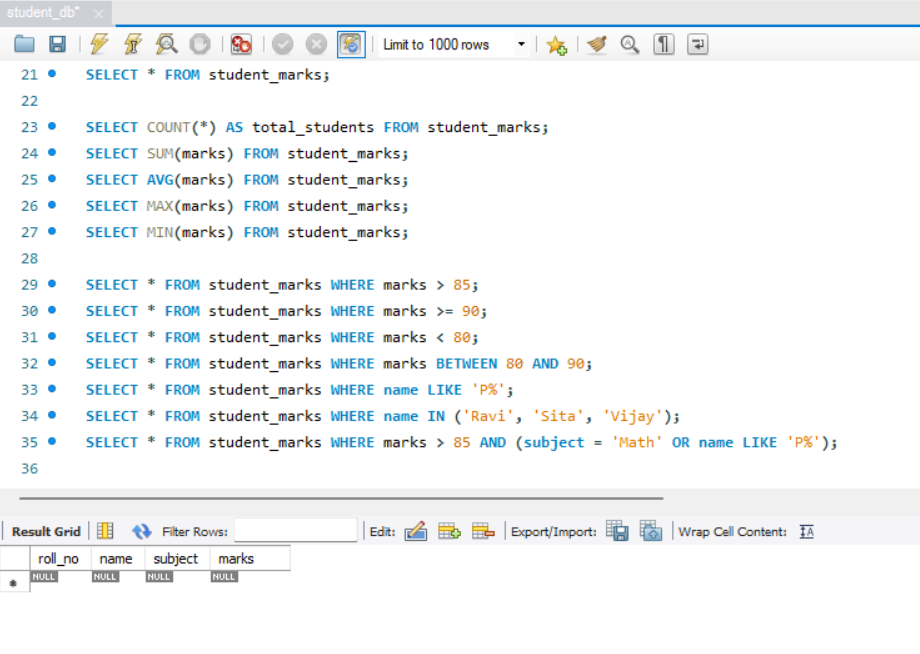 student_db*
Limit to 1000 rows
21 SELECT * FROM student_marks;
22
23 SELECT COUNT(*) AS total_students FROM student_marks;
24 SELECT SUM(marks) FROM student_marks;
25 SELECT AVG(marks) FROM student_marks;
26 SELECT MAX(marks) FROM student_marks;
27 SELECT MIN(marks) FROM student_marks;
28
29 SELECT * FROM student_marks WHERE marks > 85;
30 SELECT * FROM student_marks WHERE marks >= 90;
31 SELECT * FROM student_marks WHERE marks < 80;
32 SELECT * FROM student_marks WHERE marks BETWEEN 80 AND 90;
33 SELECT * FROM student_marks WHERE name LIKE 'P%';
34 SELECT * FROM student_marks WHERE name IN ('Ravi', 'Sita', 'Vijay');
35 SELECT * FROM student_marks WHERE marks > 85 AND (subject = 'Math' OR name LIKE 'P%');
36
Result Grid Filter Rows: Edit: Export/Import: Wrap Cell Content: IA
roll_no name subject marks
* NULL NULL NULL NULL